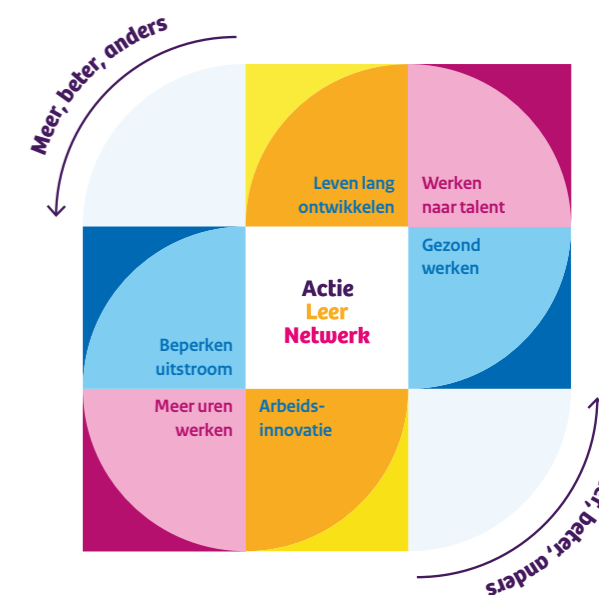 Meer, beter, anders
Leven lang
ontwikkelen
Werken
naar talent
Gezond
werken
Actie
Leer
Netwerk
Beperken
uitstroom
Meer uren
werken
Arbeids-
innovatie
beter, anders